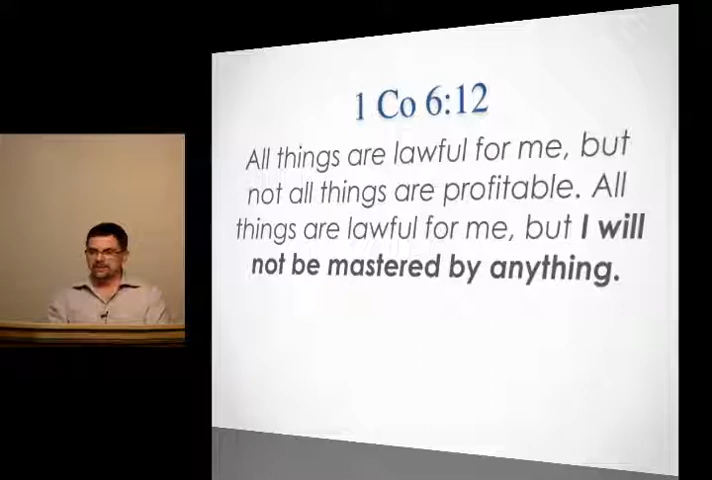 1 Co 6:12
All things are lawful for me, but
not all things are profitable. All
things are lawful for me, but I will
not be mastered by anything.